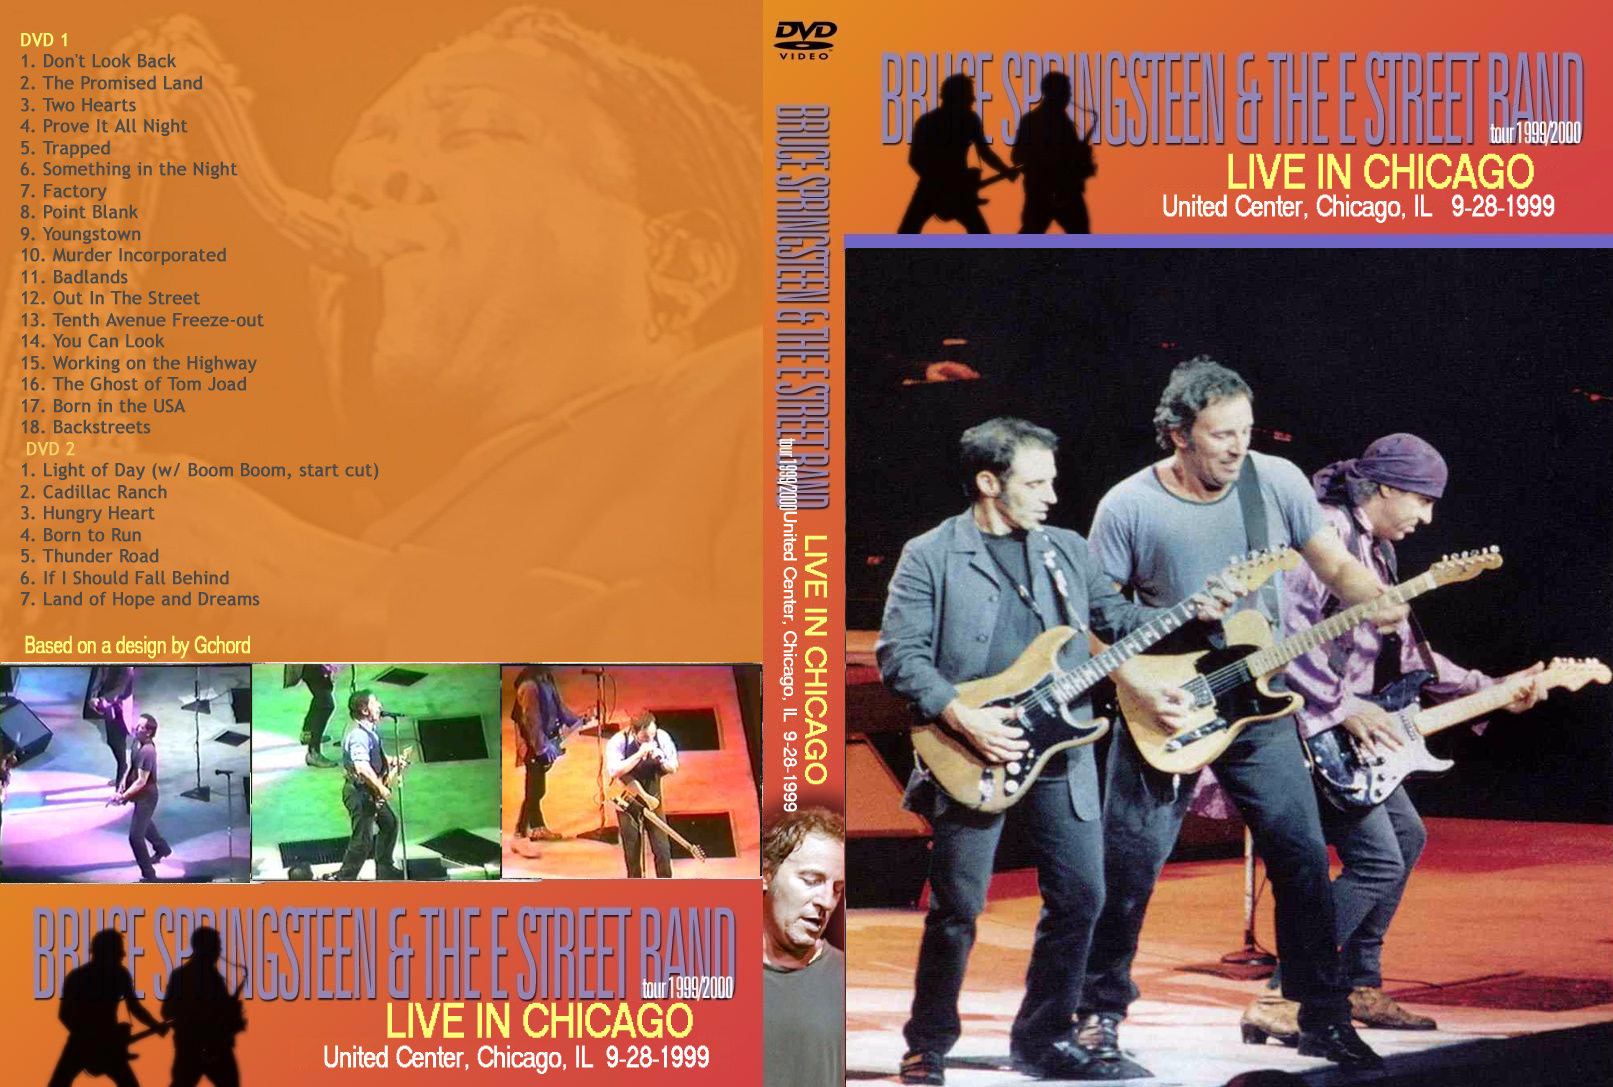 DVD 1
1. Don't Look Back
2. The Promised Land
3. Two Hearts
4. Prove It All Night
5. Trapped
6. Something in the Night
7. Factory
8. Point Blank
9. Youngstown
10. Murder Incorporated
11. Badlands
12. Out In The Street
13. Tenth Avenue Freeze-out
14. You Can Look
15. Working on the Highway
16. The Ghost of Tom Joad
17. Born in the USA
18. Backstreets
DVD 2
1. Light of Day (w/ Boom Boom, start cut)
2. Cadillac Ranch
3. Hungry Heart
4. Born to Run
5. Thunder Road
6. If I Should Fall Behind
7. Land of Hope and Dreams
Based on a design by Gchord
BRUCE SPRINGSTEEN & THE E STREET BAND
tour 1999/2000
LIVE IN CHICAGO
United Center, Chicago, IL 9-28-1999
DVD
VIDEO
BRUCE SPRINGSTEEN & THE E STREET BAND
tour 1999/2000
LIVE IN CHICAGO
United Center, Chicago, IL 9-28-1999
BRUCE SPRINGSTEEN & THE E STREET BAND
tour 1999/2000
LIVE IN CHICAGO
United Center, Chicago, IL 9-28-1999